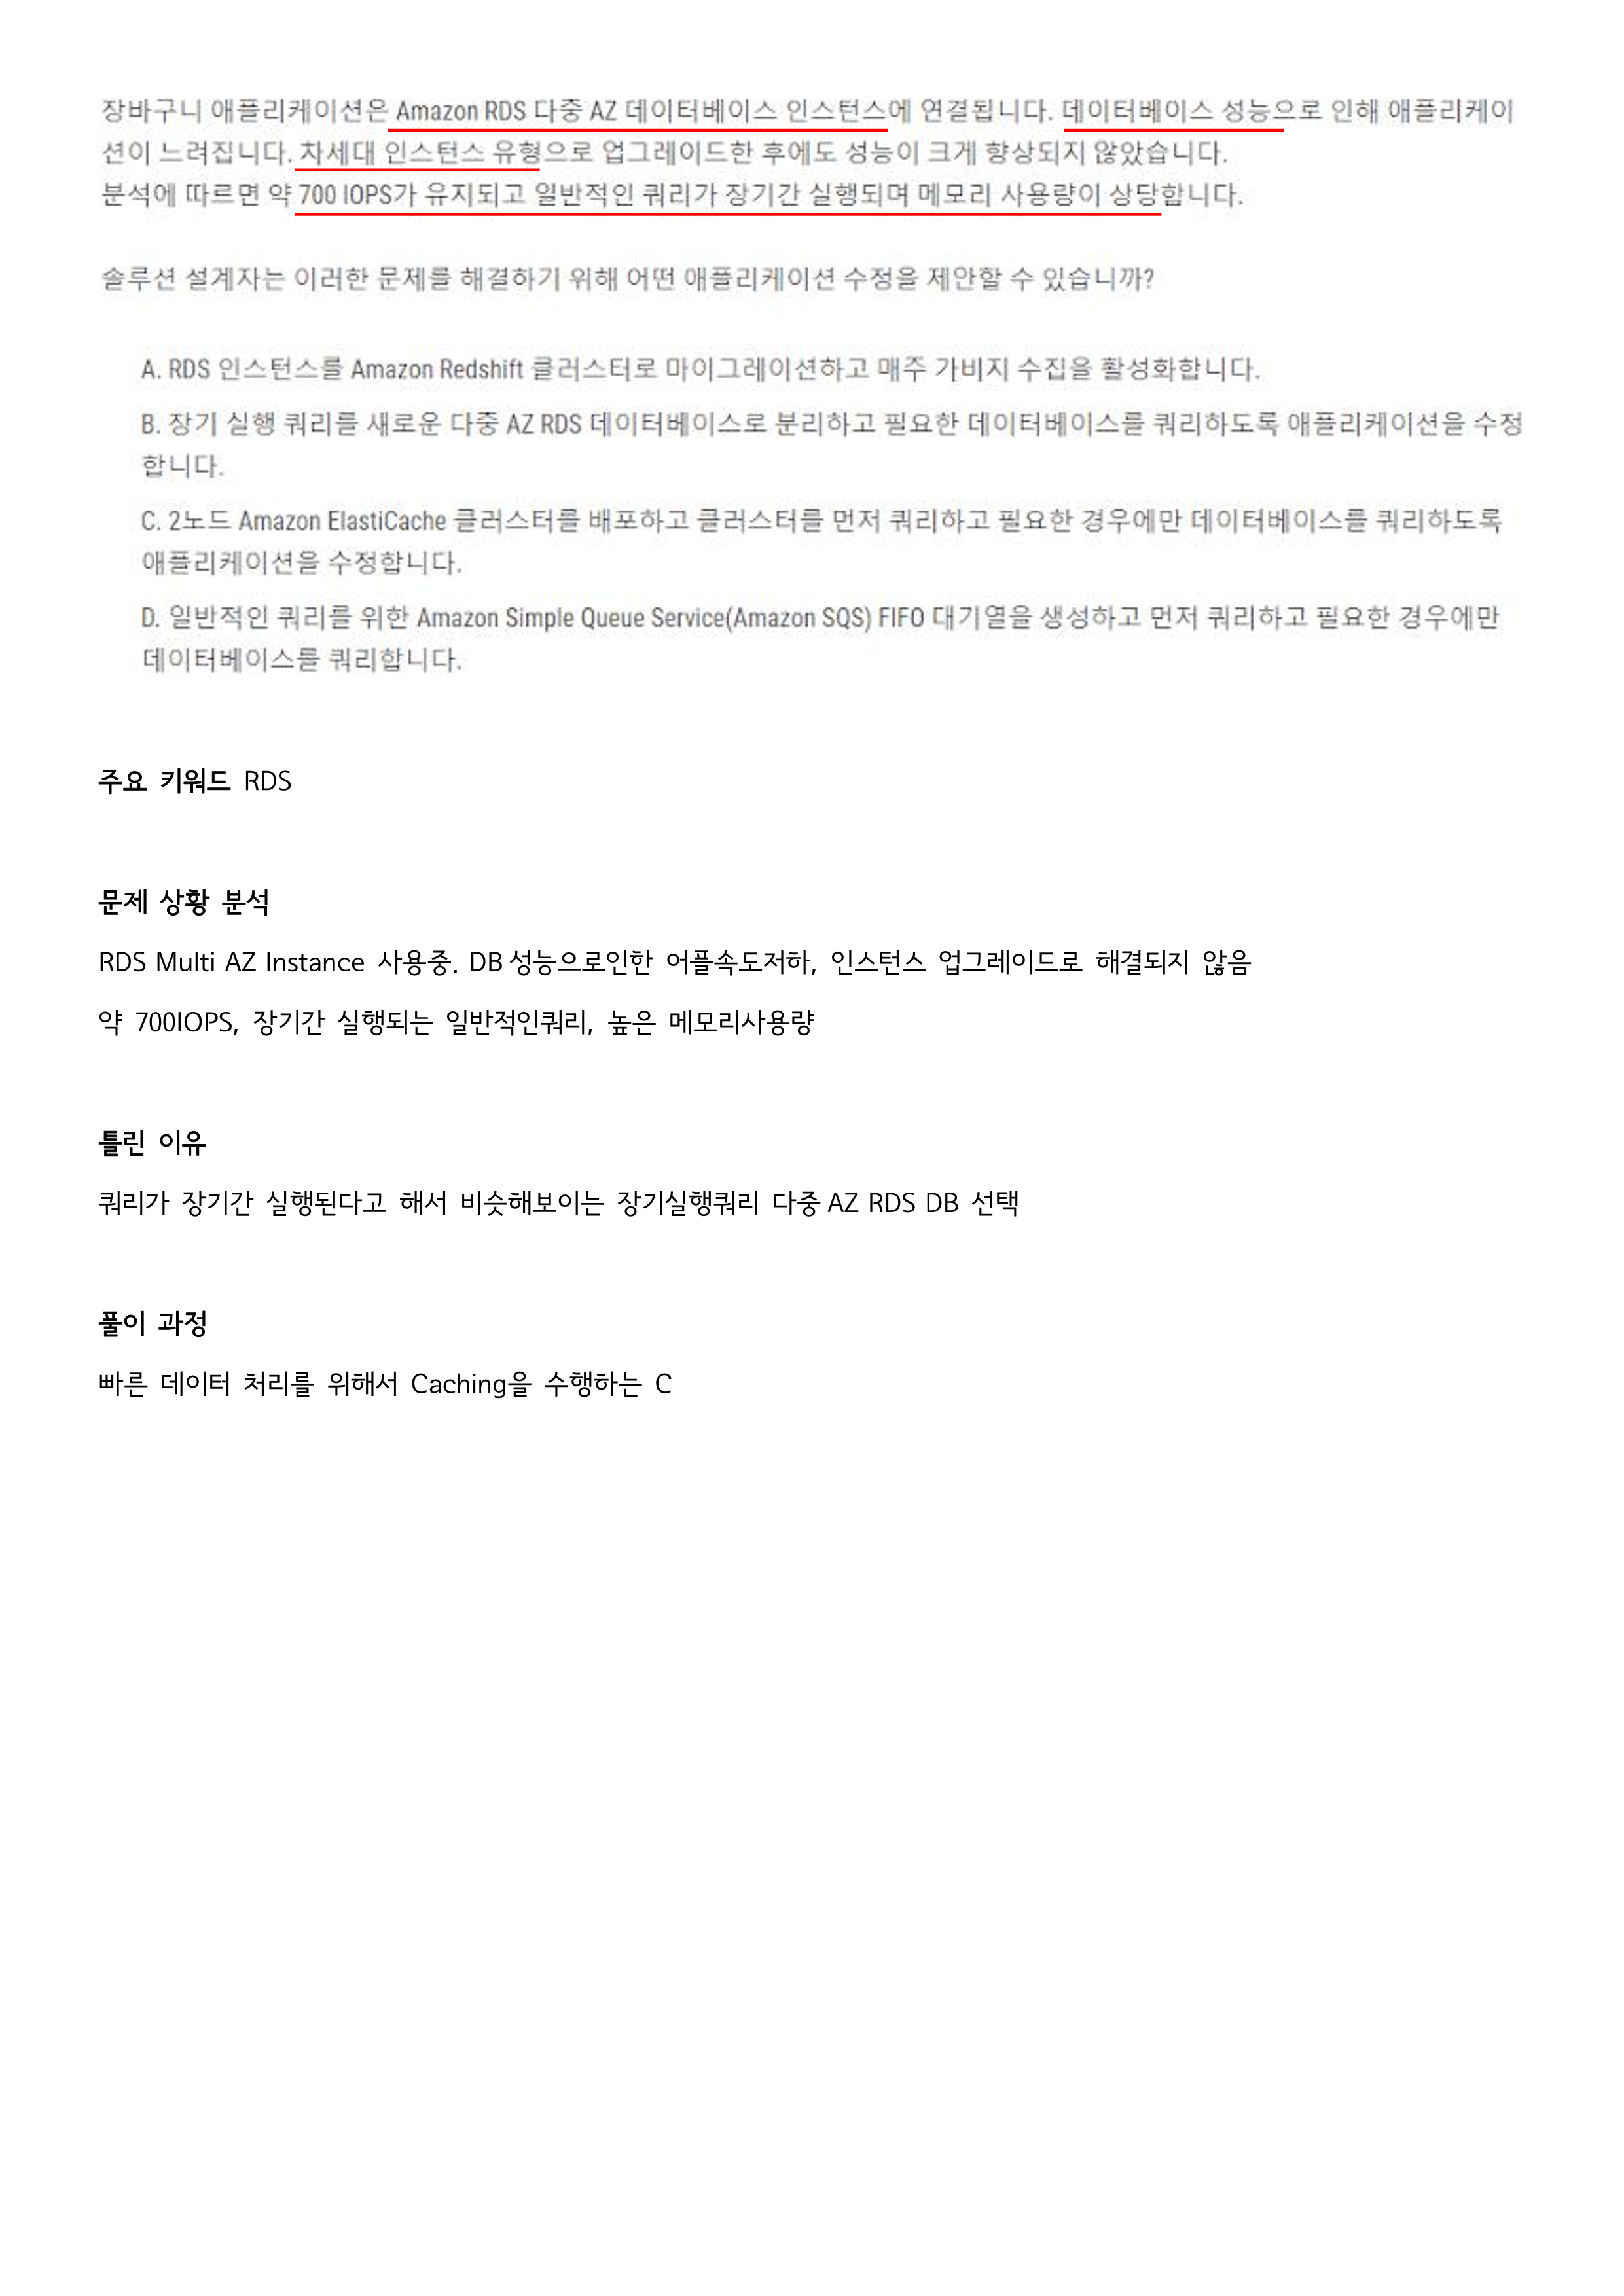 장바구니 애플리케이션은 Amazon RDS 다중 AZ 데이터베이스 인스턴스에 연결됩니다. 데이터베이스 성능으로 인해 애플리케이
션이 느려집니다. 차세대 인스턴스 유형으로 업그레이드한 후에도 성능이 크게 향상되지 않았습니다.
분석에 따르면 약 700 IOPS가 유지되고 일반적인 쿼리가 장기간 실행되며 메모리 사용량이 상당합니다.
솔루션 설계자는 이러한 문제를 해결하기 위해 어떤 애플리케이션 수정을 제안할 수 있습니까?
A. RDS 인스턴스를 Amazon Redshift 클러스터로 마이그레이션하고 매주 가비지 수집을 활성화합니다.
B. 장기 실행 쿼리를 새로운 다중 AZ RDS 데이터베이스로 분리하고 필요한 데이터베이스를 쿼리하도록 애플리케이션을 수정
합니다.
C. 2노드 Amazon ElastiCache 클러스터를 배포하고 클러스터를 먼저 쿼리하고 필요한 경우에만 데이터베이스를 쿼리하도록
애플리케이션을 수정합니다.
D. 일반적인 쿼리를 위한 Amazon Simple Queue Service(Amazon SQS) FIFO 대기열을 생성하고 먼저 쿼리하고 필요한 경우에만
데이터베이스를 쿼리합니다.
주요 키워드 RDS
문제 상황 분석
RDS Multi AZ Instance 사용중. DB성능으로인한 어플속도저하, 인스턴스 업그레이드로 해결되지 않음
약 700IOPS, 장기간 실행되는 일반적인쿼리, 높은 메모리사용량
틀린 이유
쿼리가 장기간 실행된다고 해서 비슷해보이는 장기실행쿼리 다중AZ RDS DB 선택
풀이 과정
빠른 데이터 처리를 위해서 Caching을 수행하는 C